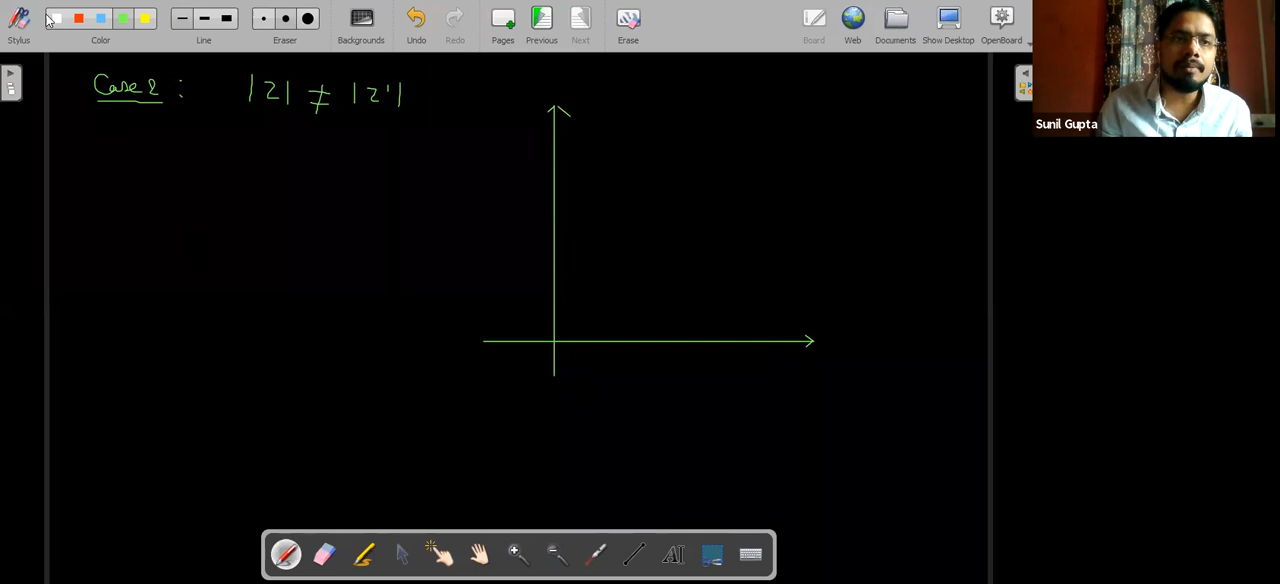 Stylus Color Line Eraser Backgrounds Undo Redo Pages Previous Next Erase Board Web Documents Show Desktop OpenBoard
Case 2 : |z| ≠ |z'|
Sunil Gupta
AI